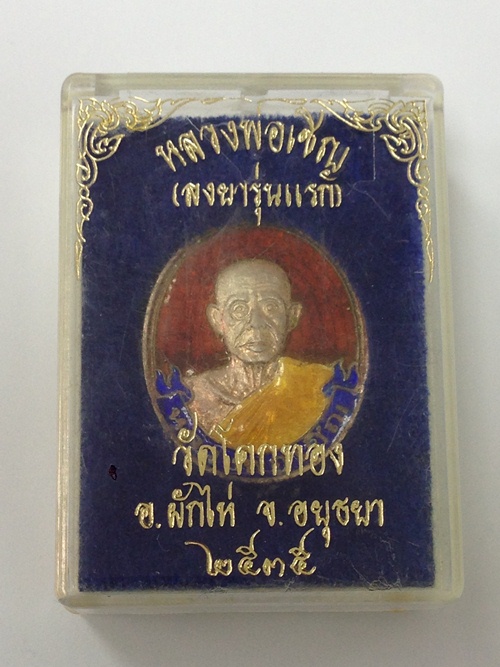 หลวงพ่อเชิญ
(ลงยารุ่นแรก)
วัดโคกทอง
อ.ผักไห่ จ.อยุธยา
๒๕๓๕